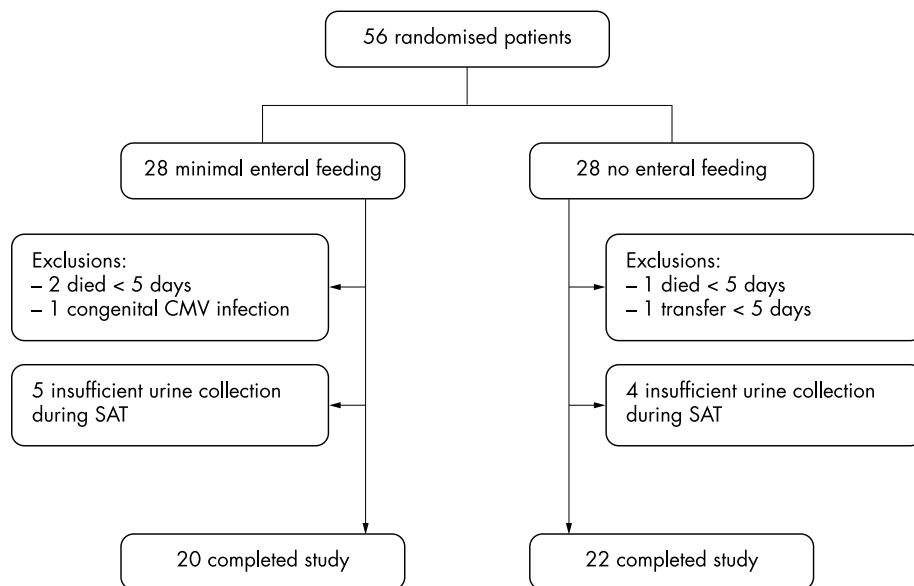 56 randomised patients
28 minimal enteral feeding
28 no enteral feeding
Exclusions:
– 2 died < 5 days
– 1 congenital CMV infection
Exclusions:
– 1 died < 5 days
– 1 transfer < 5 days
5 insufficient urine collection
during SAT
4 insufficient urine collection
during SAT
20 completed study
22 completed study